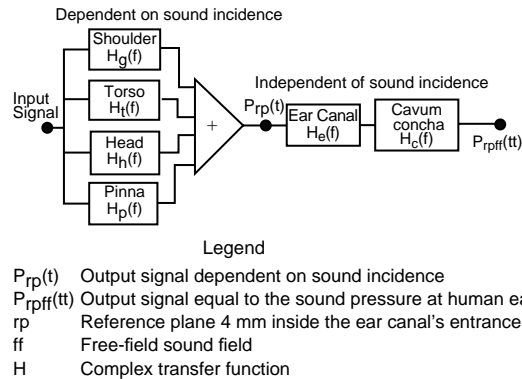 Dependent on sound incidence
Shoulder
Hg(f)
Torso
Ht(f)
Head
Hh(f)
Pinna
Hp(f)
Input
Signal
+
Independent of sound incidence
Prp(t)
Ear Canal
He(f)
Cavum
concha
Hc(f)
Prpff(tt)
Legend
Prp(t) Output signal dependent on sound incidence
Prpff(tt) Output signal equal to the sound pressure at human ea
rp Reference plane 4 mm inside the ear canal's entrance
ff Free-field sound field
H Complex transfer function